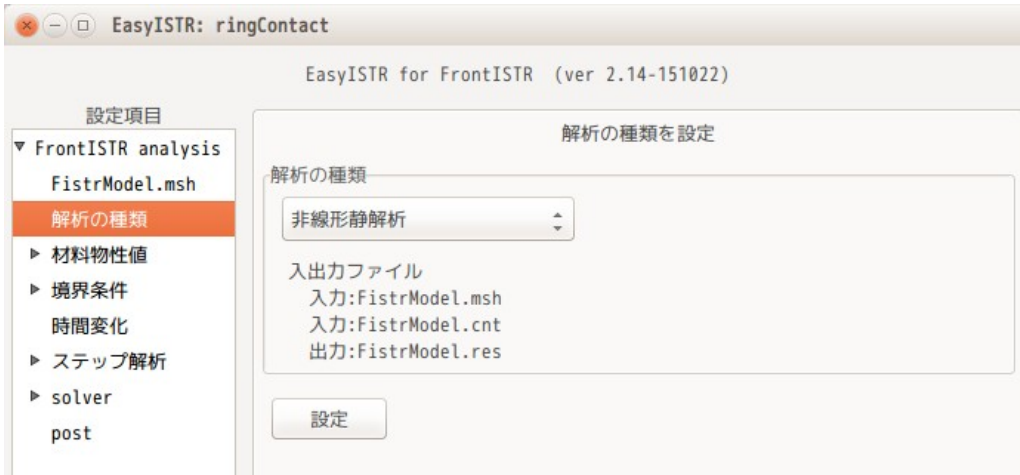 EasyISTR: ringContact
EasyISTR for FrontISTR (ver 2.14-151022)
設定項目
FrontISTR analysis
FistrModel.msh
解析の種類
材料物性値
境界条件
時間変化
ステップ解析
solver
post
解析の種類を設定
解析の種類
非線形静解析
入出力ファイル
入力:FistrModel.msh
入力:FistrModel.cnt
出力:FistrModel.res
設定